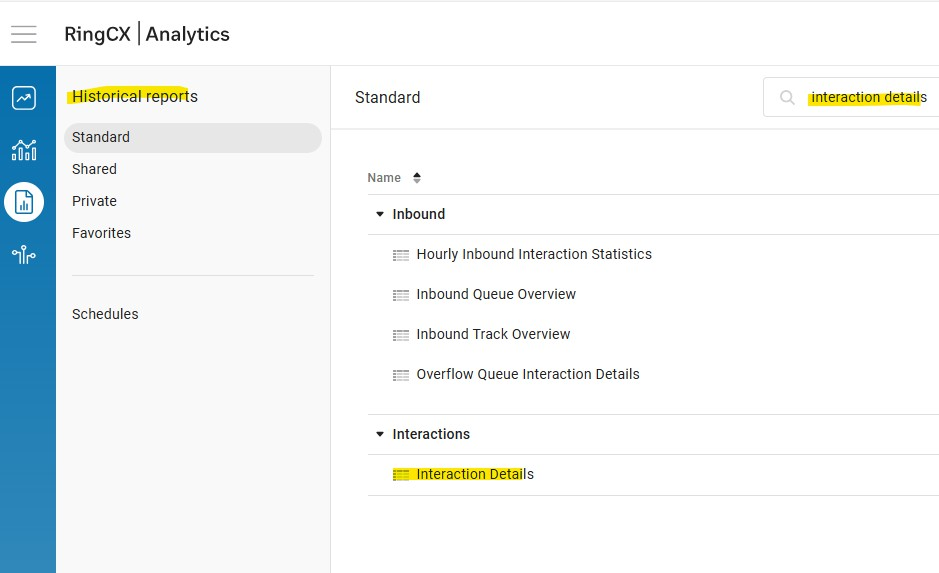 RingCX | Analytics
Historical reports
Standard
Shared
Private
Favorites
Schedules
Standard
interaction details
Name
Inbound
Hourly Inbound Interaction Statistics
Inbound Queue Overview
Inbound Track Overview
Overflow Queue Interaction Details
Interactions
Interaction Details